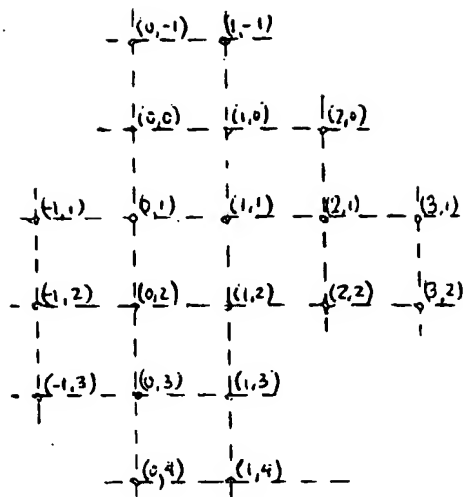 (0,-1) (1,-1)
(0,0) (1,0) (2,0)
(-1,1) (0,1) (1,1) (2,1) (3,1)
(-1,2) (0,2) (1,2) (2,2) (3,2)
(-1,3) (0,3) (1,3)
(0,4) (1,4)